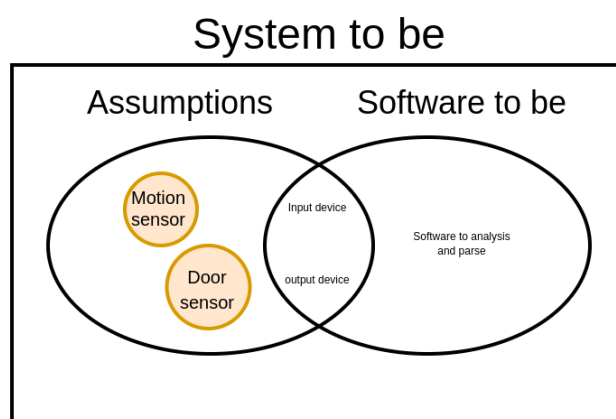 System to be
Assumptions
Software to be
Motion
sensor
Input device
Software to analysis
and parse
Door
sensor
output device